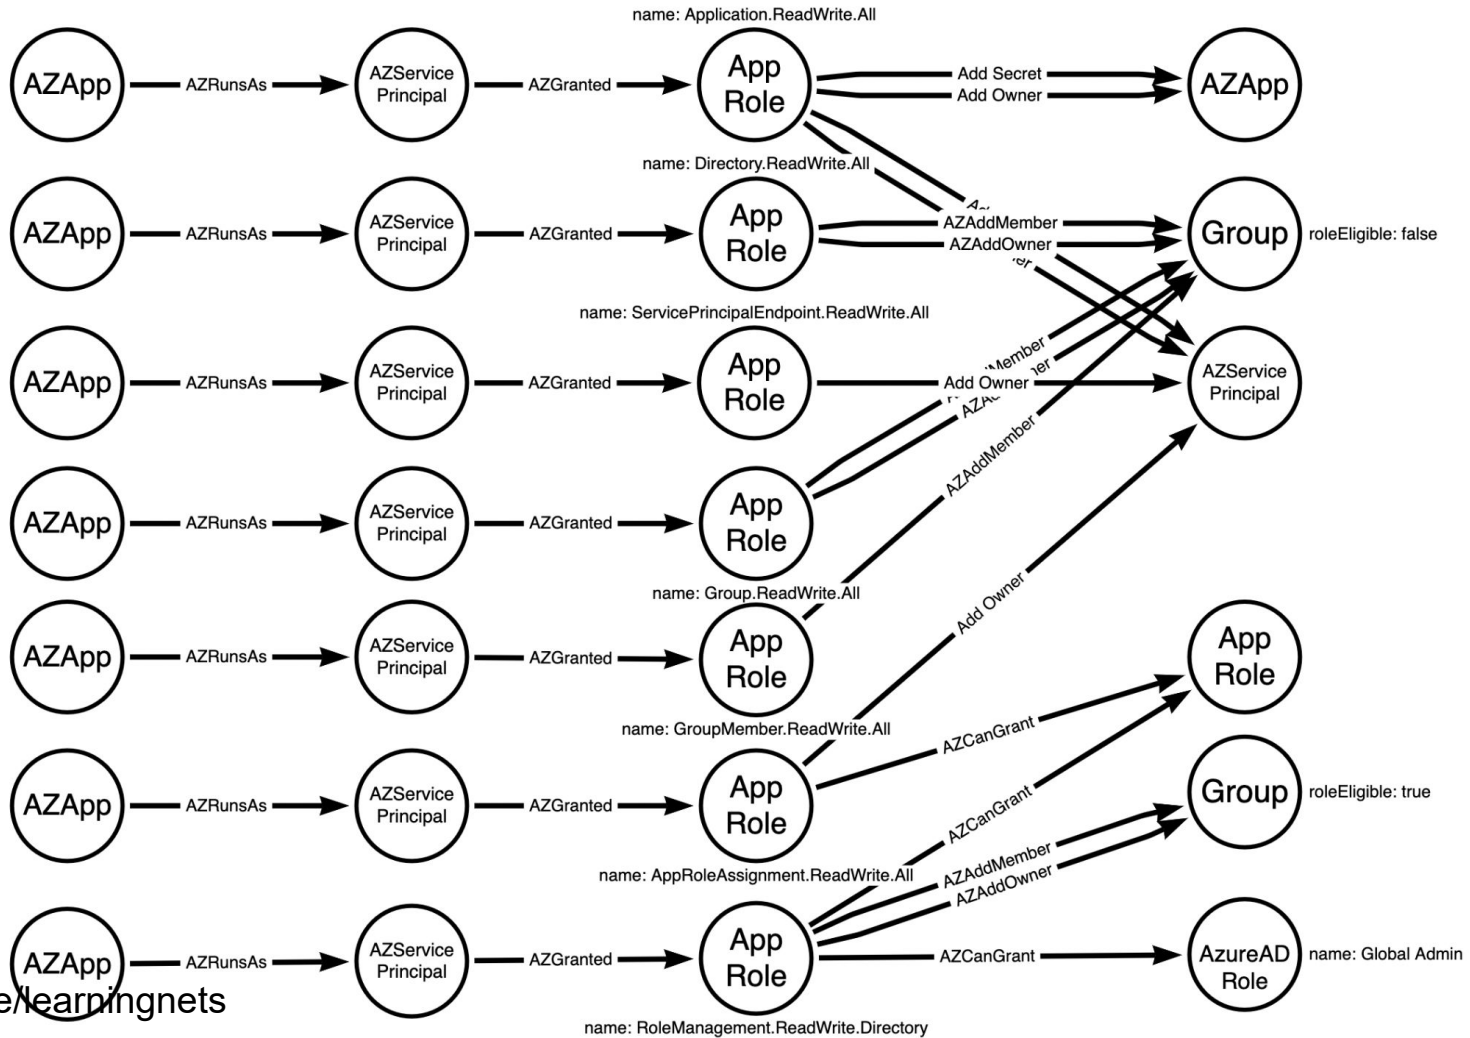 name: Application.ReadWrite.All
AZApp
AZRunsAs
AZService
Principal
AZGranted
App
Role
Add Secret
Add Owner
AZApp
name: Directory.ReadWrite.All
AZApp
AZRunsAs
AZService
Principal
AZGranted
App
Role
AZAddMember
AZAddOwner
Group
roleEligible: false
name: ServicePrincipalEndpoint.ReadWrite.All
AZApp
AZRunsAs
AZService
Principal
AZGranted
App
Role
Add Owner
AZService
Principal
AZApp
AZRunsAs
AZService
Principal
AZGranted
App
Role
AZAddMember
name: Group.ReadWrite.All
AZApp
AZRunsAs
AZService
Principal
AZGranted
App
Role
Add Owner
App
Role
name: GroupMember.ReadWrite.All
AZApp
AZRunsAs
AZService
Principal
AZGranted
App
Role
AZCanGrant
AZCanGrant
Group
roleEligible: true
name: AppRoleAssignment.ReadWrite.All
AZAddMember
AZAddOwner
AZApp
AZRunsAs
AZService
Principal
AZGranted
App
Role
AZCanGrant
AzureAD
Role
name: Global Admin
e/learningnets
name: RoleManagement.ReadWrite.Directory